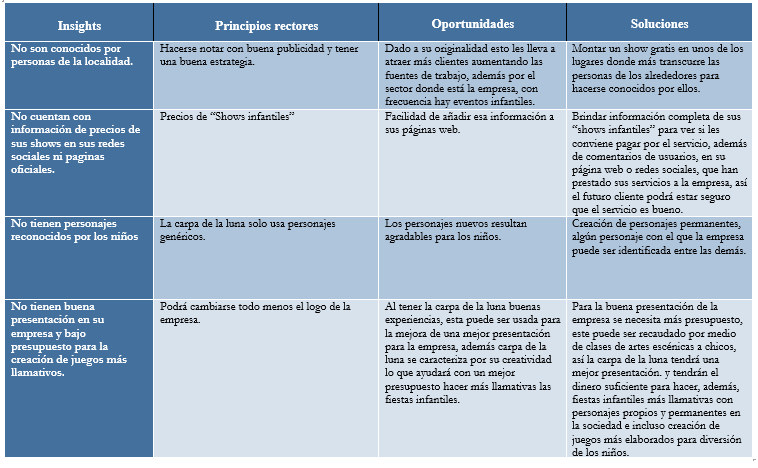 Insights
Principios rectores
Oportunidades
Soluciones
No son conocidos por
personas de la localidad.
Hacerse notar con buena publicidad y tener
una buena estrategia.
Dado a su originalidad esto les lleva a
atraer más clientes aumentando las
fuentes de trabajo, además por el
sector donde está la empresa, con
frecuencia hay eventos infantiles.
Montar un show gratis en unos de los
lugares donde más transcurre las
personas de los alrededores para
hacerse conocidos por ellos.
No cuentan con
información de precios de
sus shows en sus redes
sociales ni paginas
oficiales.
Precios de “Shows infantiles”
Facilidad de añadir esa información a
sus páginas web.
Brindar información completa de sus
“shows infantiles” para ver si les
conviene pagar por el servicio, además
de comentarios de usuarios, en su
página web o redes sociales, que han
prestado sus servicios a la empresa, así
el futuro cliente podrá estar seguro
que el servicio es bueno.
No tienen personajes
reconocidos por los niños
La carpa de la luna solo usa personajes
genéricos.
Los personajes nuevos resultan
agradables para los niños.
Creación de personajes permanentes,
algún personaje con el que la empresa
puede ser identificada entre las demás.
No tienen buena
presentación en su
empresa y bajo
presupuesto para la
creación de juegos más
llamativos.
Podrá cambiarse todo menos el logo de la
empresa.
Al tener la carpa de la luna buenas
experiencias, esta puede ser usada para
la mejora de una mejor presentación
para la empresa, además carpa de la
luna se caracteriza por su creatividad
lo que ayudará con un mejor
presupuesto hacer más llamativas las
fiestas infantiles.
Para la buena presentación de la
empresa se necesita más presupuesto,
este puede ser recaudado por medio
de clases de artes escénicas a chicos,
así la carpa de la luna tendrá una
mejor presentación. y tendrán el
dinero suficiente para hacer, además,
fiestas infantiles más llamativas con
personajes propios y permanentes en
la sociedad e incluso creación de
juegos más elaborados para diversión
de los niños.